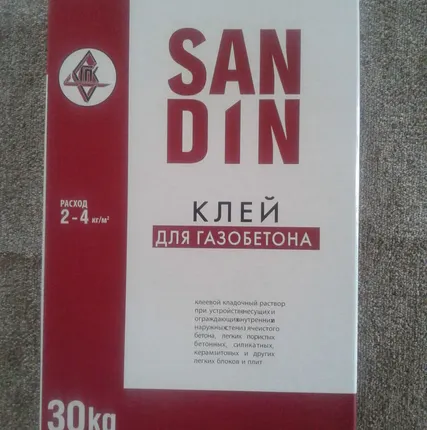 SAN
DIN
РАСХОД
2-4 кг/м²
КЛЕЙ
ДЛЯ ГАЗОБЕТОНА
клеевой кладочный раствор
при устройстве несущих и
ограждающих внутренних и
наружных стен из ячеистого
бетона, легких пористых
бетонных, силикатных,
керамзитовых и других
легких блоков и плит
30kg